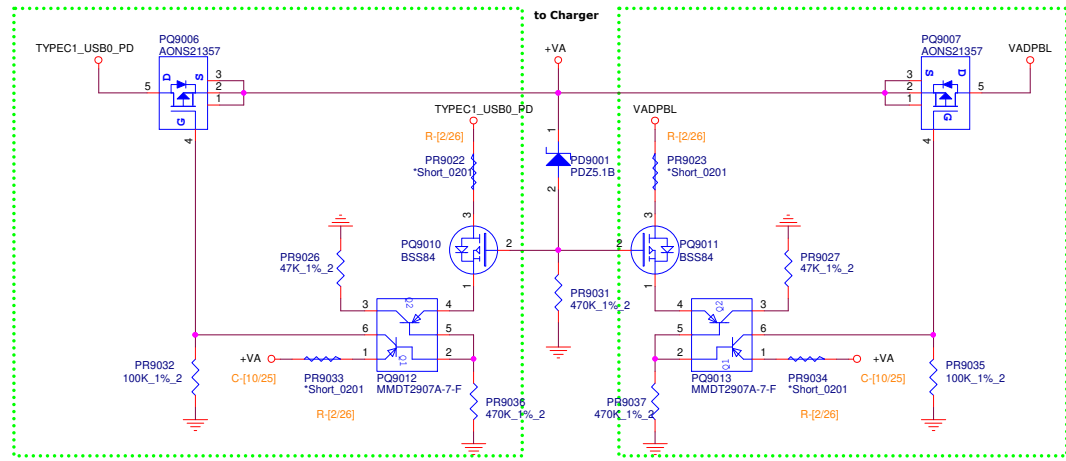 to Charger
PQ9006
AONS21357
TYPEC1_USB0_PD
+VA
PQ9007
AONS21357
VADPBL
D
S
5
3
2
1
G
4
3
2
1
S
D
5
G
4
TYPEC1_USB0_PD
VADPBL
R-[2/26]
R-[2/26]
PR9022
*Short_0201
1
PD9001
PDZ5.1B
2
PR9023
*Short_0201
3
PQ9010
BSS84
2
1
3
2
PQ9011
BSS84
1
PR9026
47K_1%_2
PR9027
47K_1%_2
PR9031
470K_1%_2
3
Q2
4
6
5
1
Q1
2
4
Q2
3
5
6
2
Q1
1
PQ9012
MMDT2907A-7-F
PQ9013
MMDT2907A-7-F
+VA
C-[10/25]
PR9033
*Short_0201
R-[2/26]
+VA
C-[10/25]
PR9034
*Short_0201
R-[2/26]
PR9032
100K_1%_2
PR9036
470K_1%_2
PR9037
470K_1%_2
PR9035
100K_1%_2